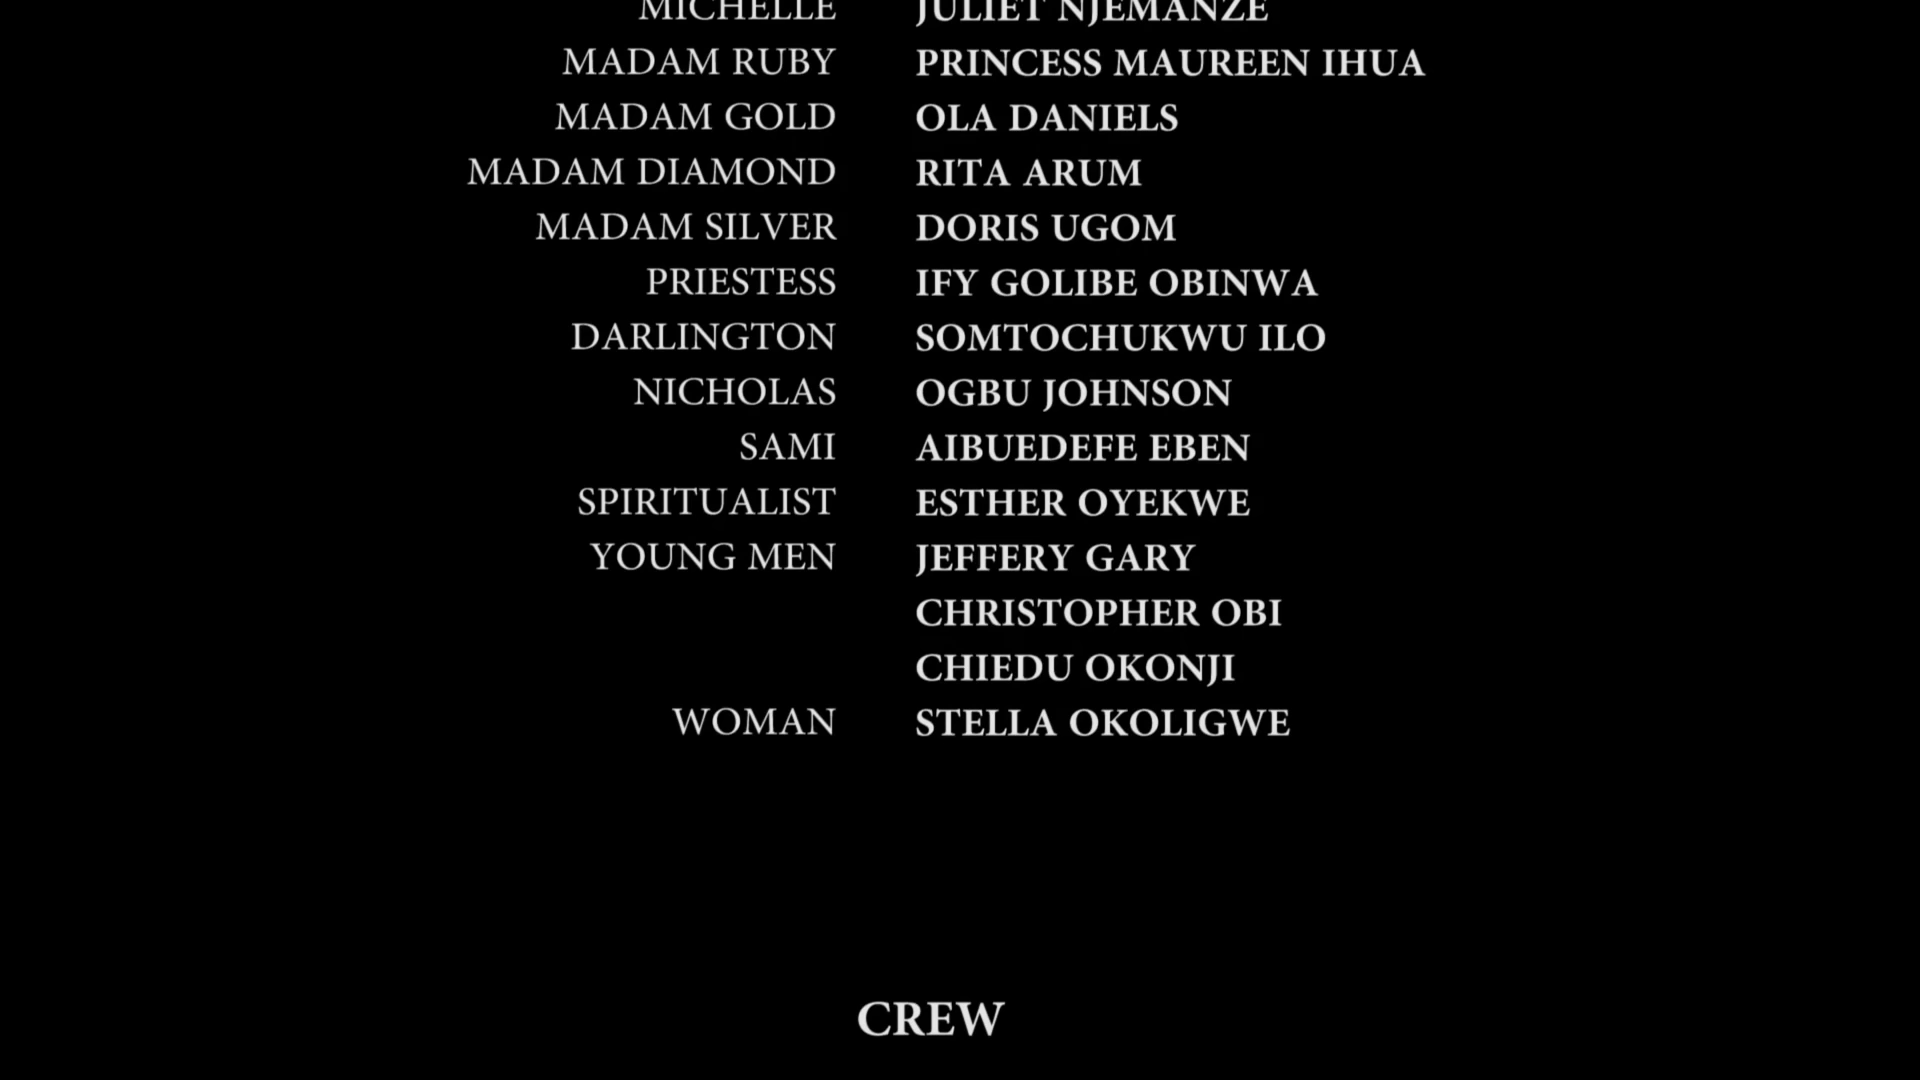 MICHELLE JULIET NJEMANZE
MADAM RUBY PRINCESS MAUREEN IHUA
MADAM GOLD OLA DANIELS
MADAM DIAMOND RITA ARUM
MADAM SILVER DORIS UGOM
PRIESTESS IFY GOLIBE OBINWA
DARLINGTON SOMTOCHUKWU ILO
NICHOLAS OGBU JOHNSON
SAMI AIBUEDEFE EBEN
SPIRITUALIST ESTHER OYEKWE
YOUNG MEN JEFFERY GARY
CHRISTOPHER OBI
CHIEDU OKONJI
WOMAN STELLA OKOLIGWE
CREW